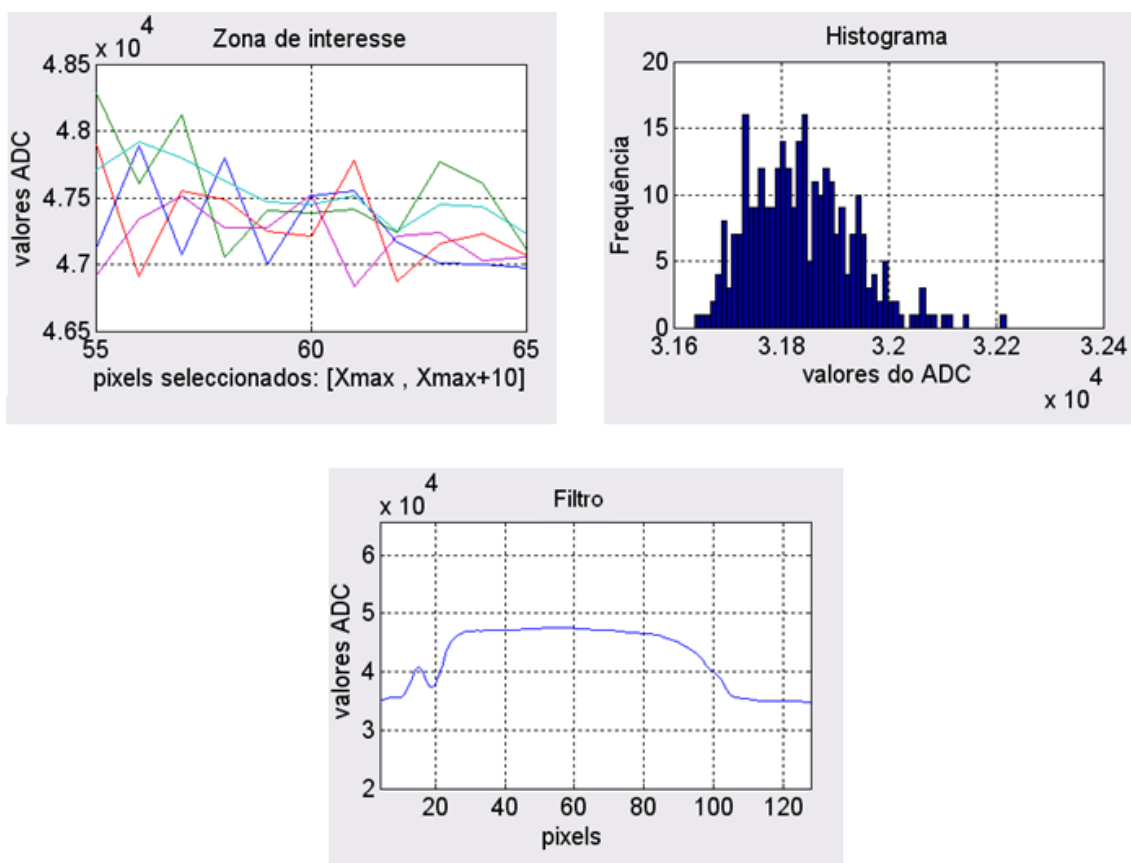 Zona de interesse
x 10 4
4.85
4.8
4.75
4.7
4.65
valores ADC
55 60 65
pixels seleccionados: [Xmax , Xmax+10]
Histograma
20
15
10
5
0
Frequência
3.16 3.18 3.2 3.22 3.24
valores do ADC
x 10 4
Filtro
x 10 4
6
5
4
3
2
valores ADC
20 40 60 80 100 120
pixels